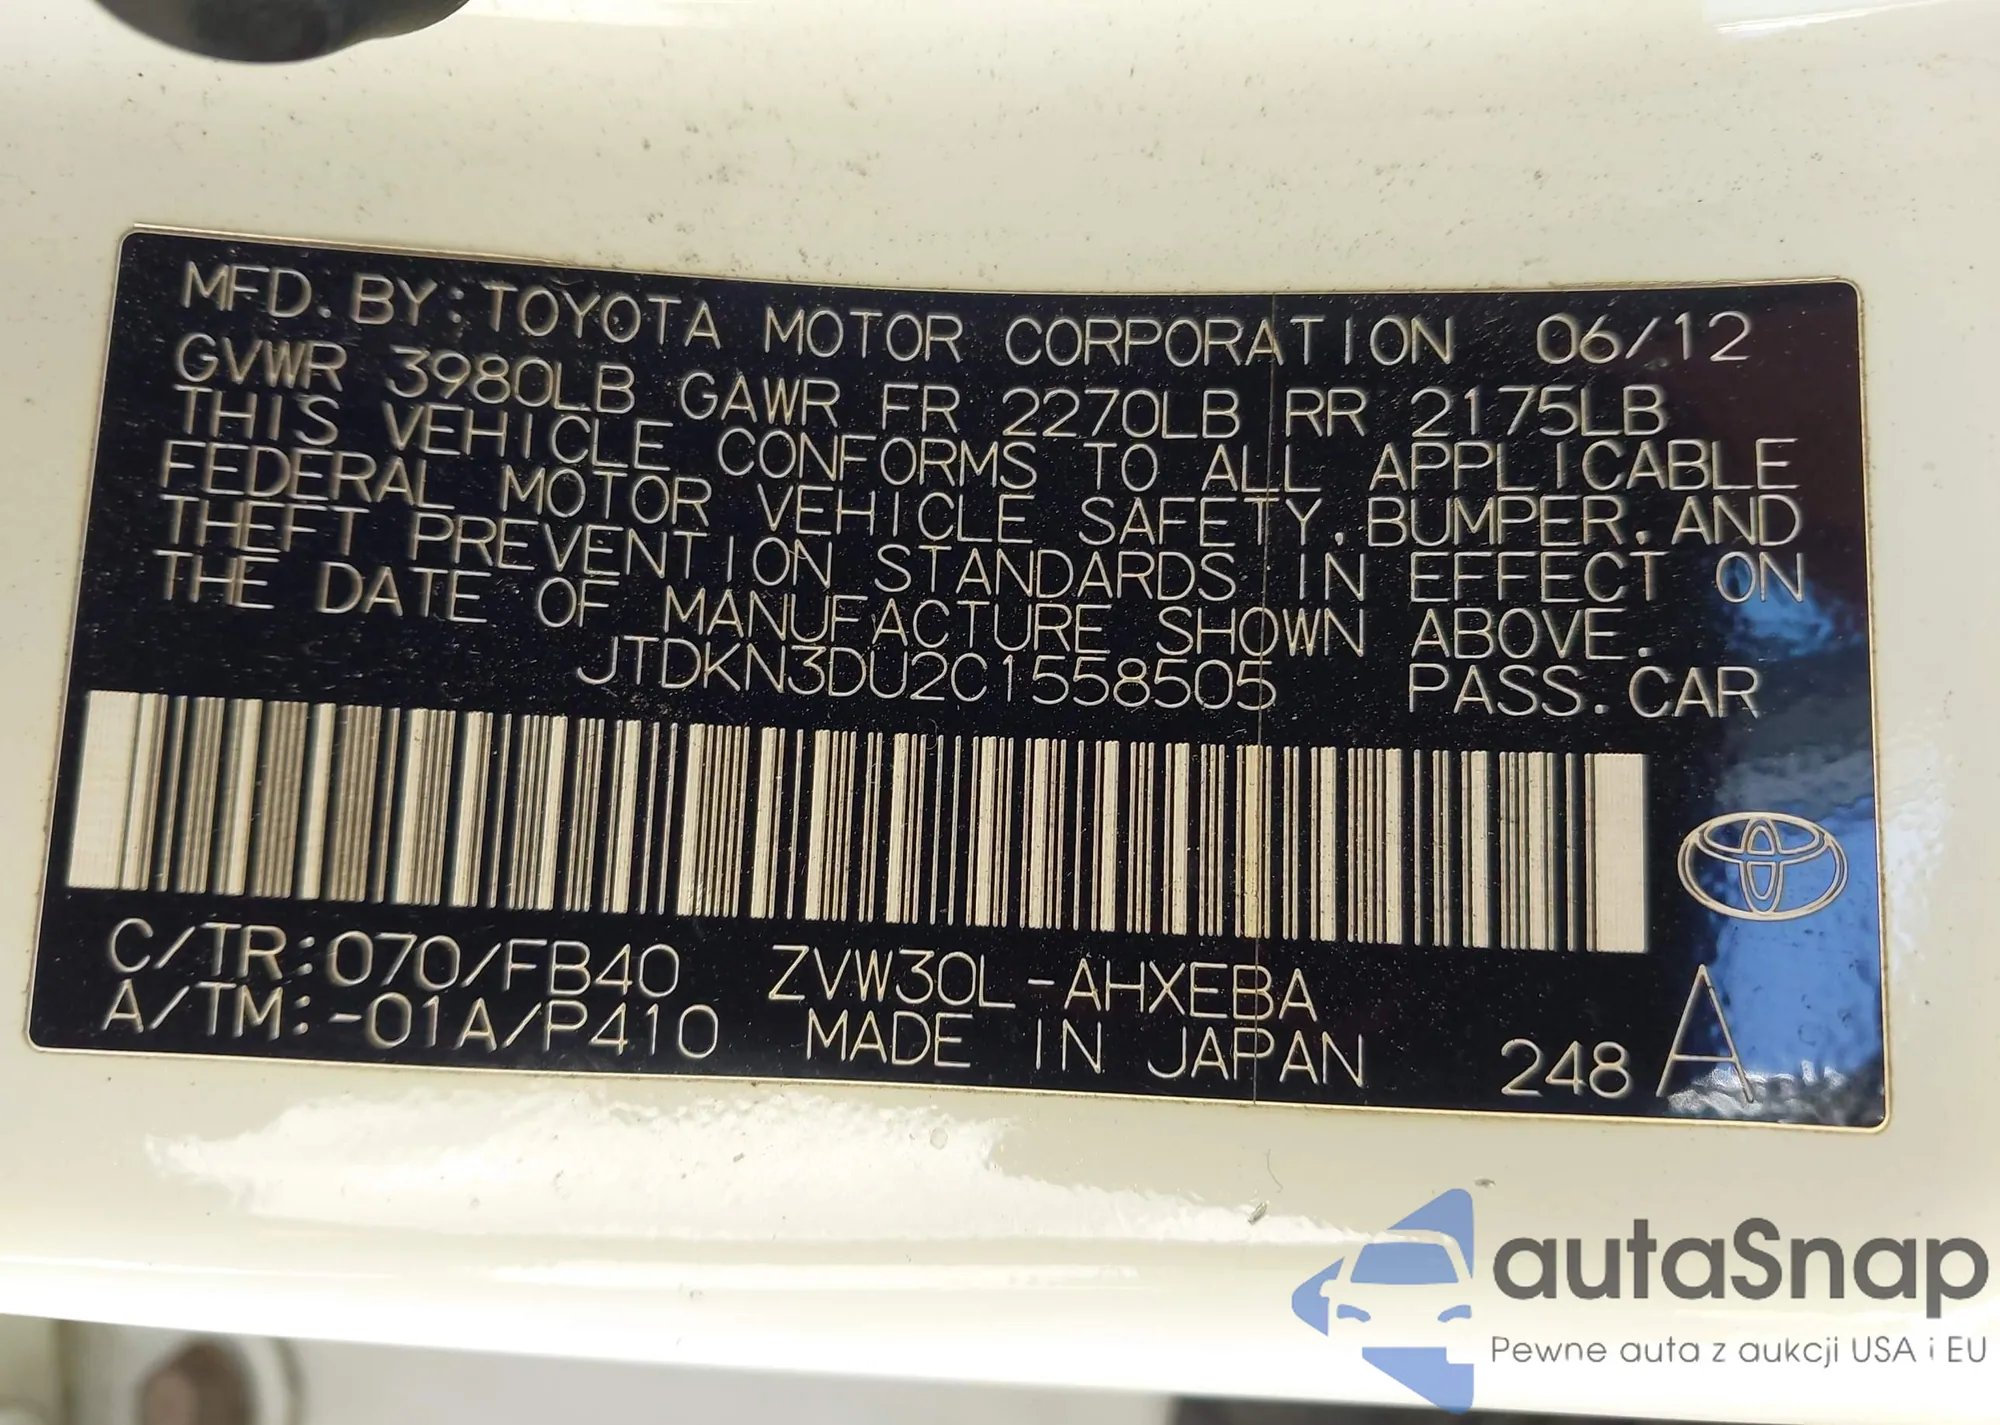 MFD. BY: TOYOTA MOTOR CORPORATION 06/12
GVWR 3980LB GAWR FR 2270LB RR 2175LB
THIS VEHICLE CONFORMS TO ALL APPLICABLE
FEDERAL MOTOR VEHICLE SAFETY, BUMPER, AND
THEFT PREVENTION STANDARDS IN EFFECT ON
THE DATE OF MANUFACTURE SHOWN ABOVE.
JTDKN3DU2C1558505 PASS. CAR
C/TR: 070/FB40 ZVW30L-AHXEBA
A/TM: -01A/P410 MADE IN JAPAN 248 A
autaSnap
Pewne auta z aukcji USA i EU